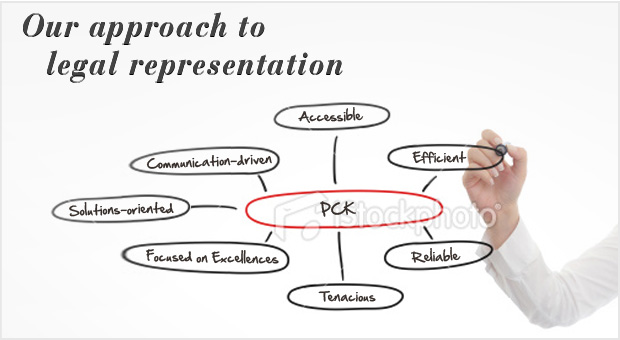 Our approach to
legal representation
Accessible
Communication-driven
Efficient
Solutions-oriented
PCK
iStockphoto
Focused on Excellences
Reliable
Tenacious